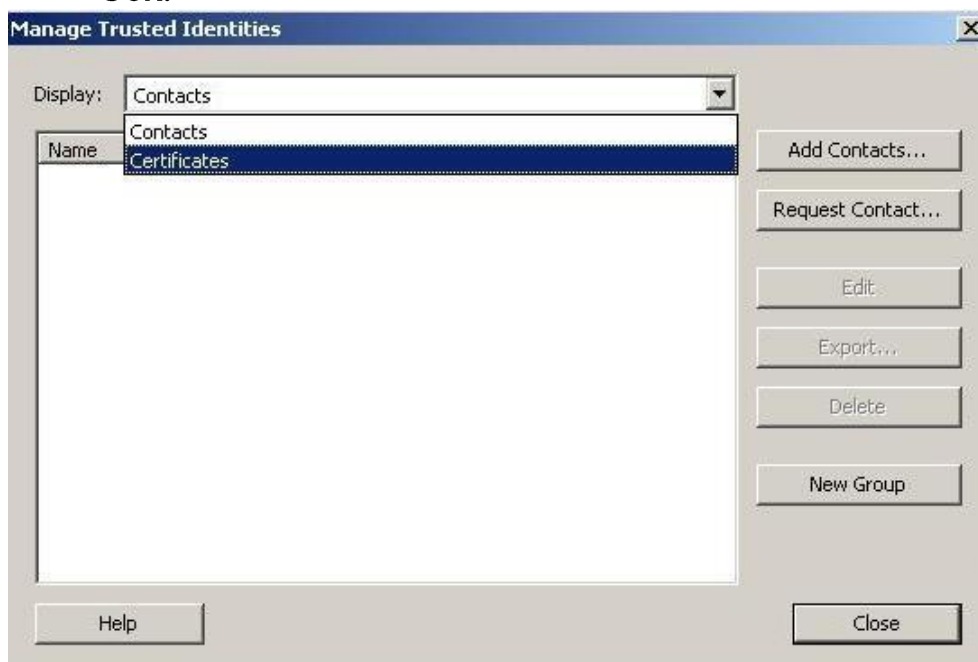 Manage Trusted Identities
Display: Contacts
Contacts
Certificates
Name
Add Contacts...
Request Contact...
Edit
Export...
Delete
New Group
Help
Close